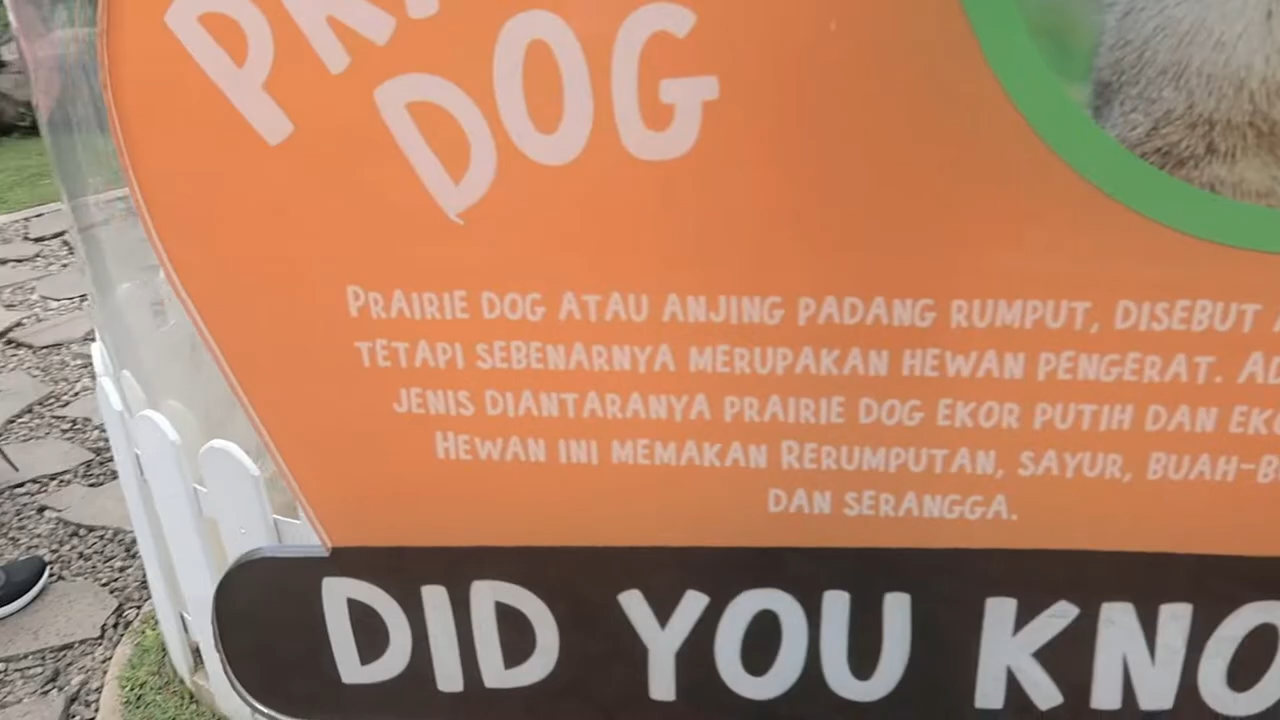 DOG
PRAIRIE DOG ATAU ANJING PADANG RUMPUT, DISEBUT
TETAPI SEBENARNYA MERUPAKAN HEWAN PENGERAT.
JENIS DIANTARANYA PRAIRIE DOG EKOR PUTIH DAN
HEWAN INI MEMAKAN RERUMPUTAN, SAYUR,
DAN SERANGGA.
DID YOU